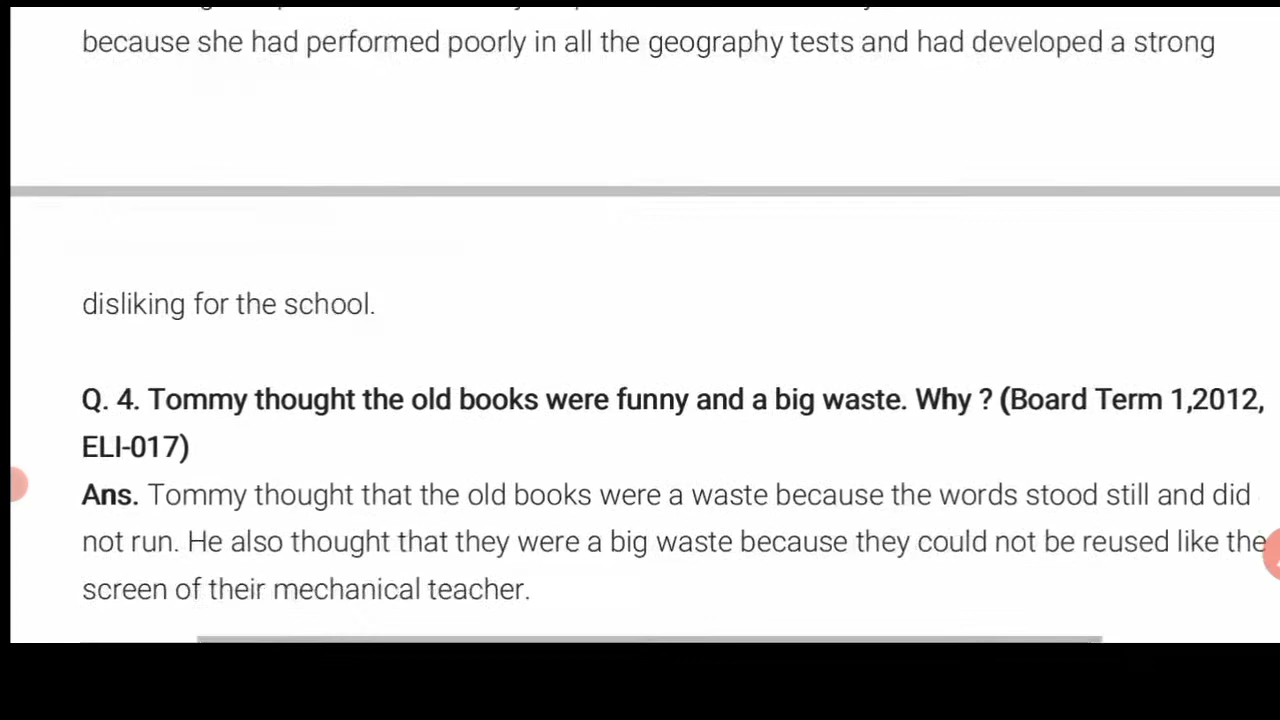 because she had performed poorly in all the geography tests and had developed a strong
disliking for the school.
Q. 4. Tommy thought the old books were funny and a big waste. Why ? (Board Term 1,2012,
ELI-017)
Ans. Tommy thought that the old books were a waste because the words stood still and did
not run. He also thought that they were a big waste because they could not be reused like the
screen of their mechanical teacher.